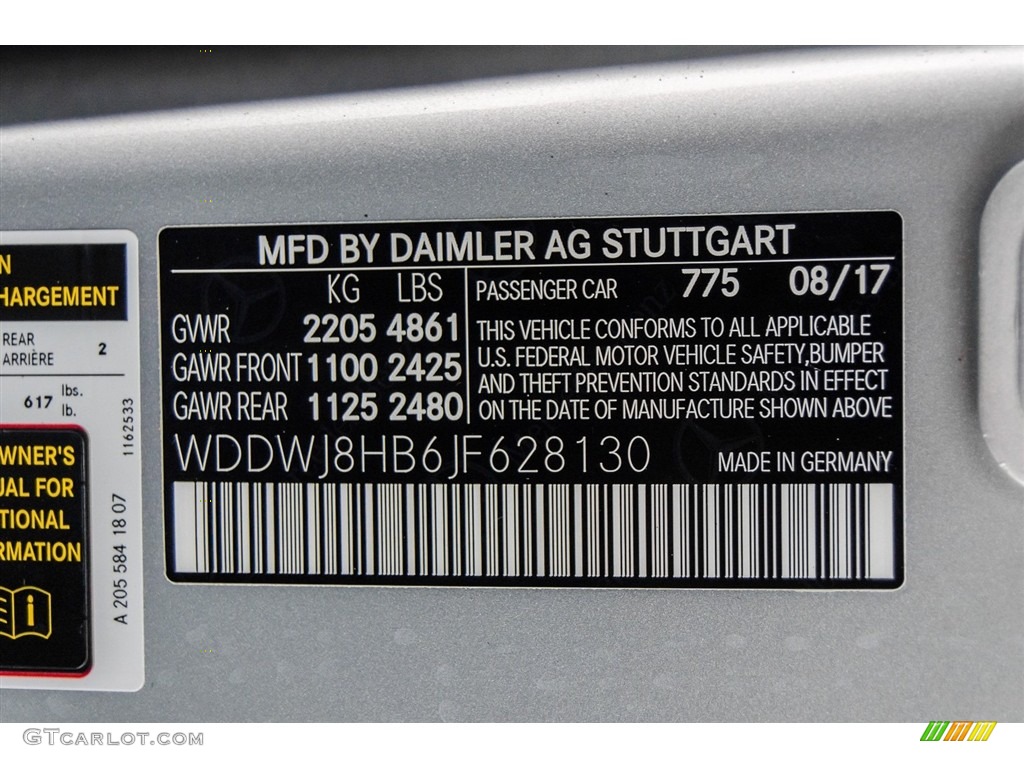 N
HARGEMENT
REAR
ARRIÈRE 2
617 lbs.
lb.
1162533
WNER'S
UAL FOR
TIONAL
RMATION
A 205 584 18 07
MFD BY DAIMLER AG STUTTGART
KG LBS
GVWR 2205 4861
GAWR FRONT 1100 2425
GAWR REAR 1125 2480
PASSENGER CAR 775 08/17
THIS VEHICLE CONFORMS TO ALL APPLICABLE
U.S. FEDERAL MOTOR VEHICLE SAFETY,BUMPER
AND THEFT PREVENTION STANDARDS IN EFFECT
ON THE DATE OF MANUFACTURE SHOWN ABOVE
WDDWJ8HB6JF628130 MADE IN GERMANY
GTCARLOT.COM